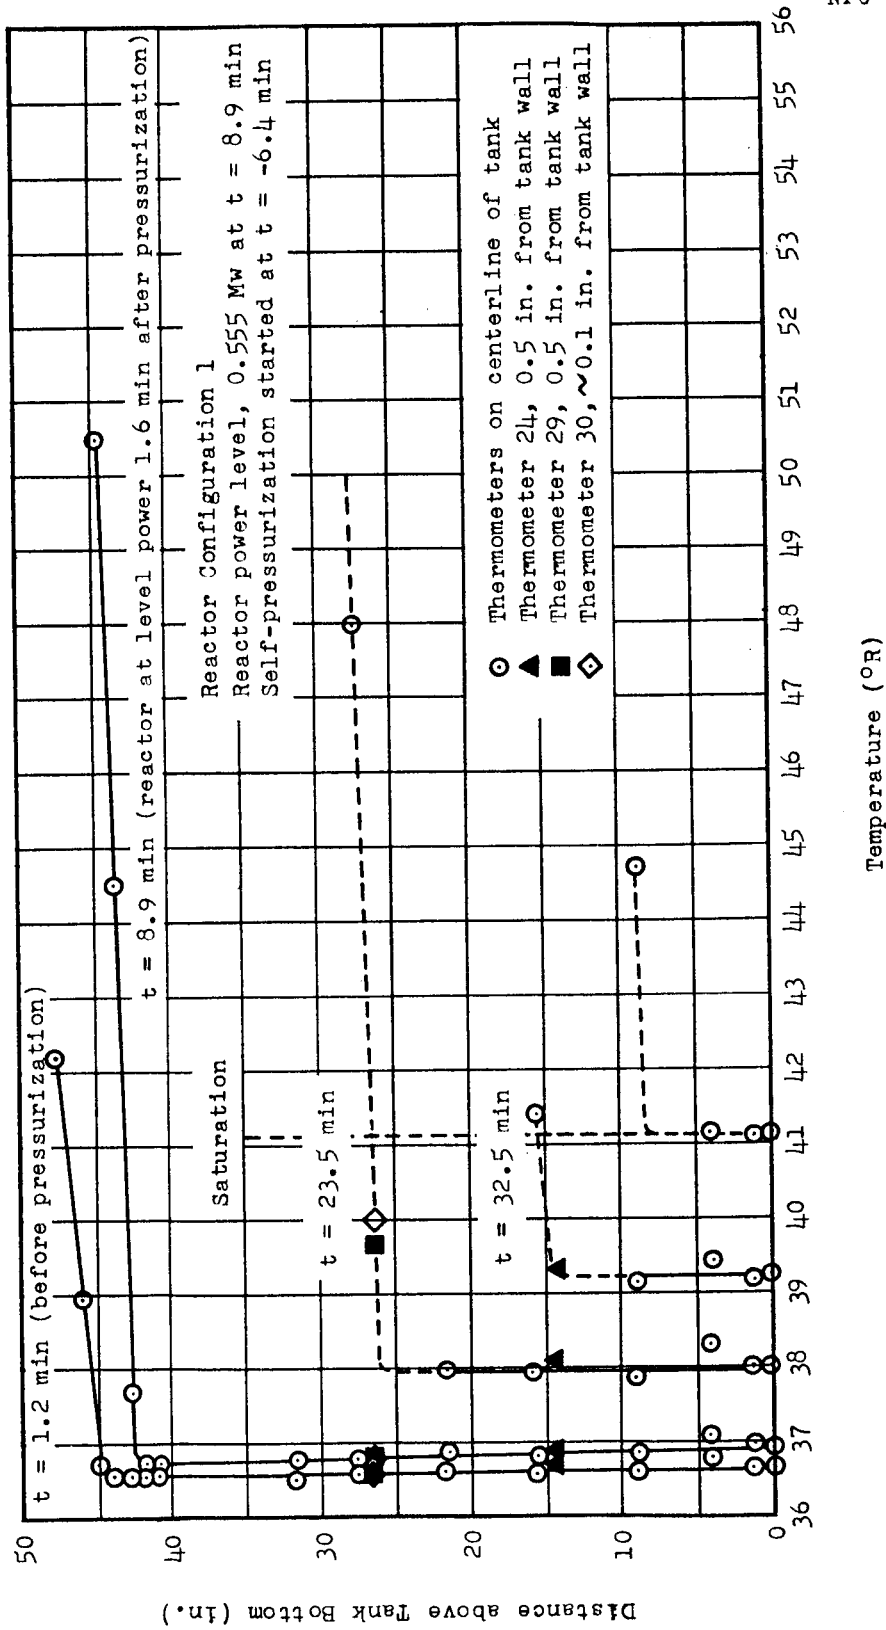 t = 1.2 min (before pressurization)
t = 8.9 min (reactor at level power 1.6 min after pressurization)
Saturation
Reactor Configuration 1
Reactor power level, 0.555 Mw at t = 8.9 min
Self-pressurization started at t = -6.4 min
t = 23.5 min
t = 32.5 min
Thermometers on centerline of tank
Thermometer 24, 0.5 in. from tank wall
Thermometer 29, 0.5 in. from tank wall
Thermometer 30, ~0.1 in. from tank wall
50
40
30
20
10
0
Distance above Tank Bottom (in.)
36
37
38
39
40
41
42
43
44
45
46
47
48
49
50
51
52
53
54
55
56
Temperature (°R)